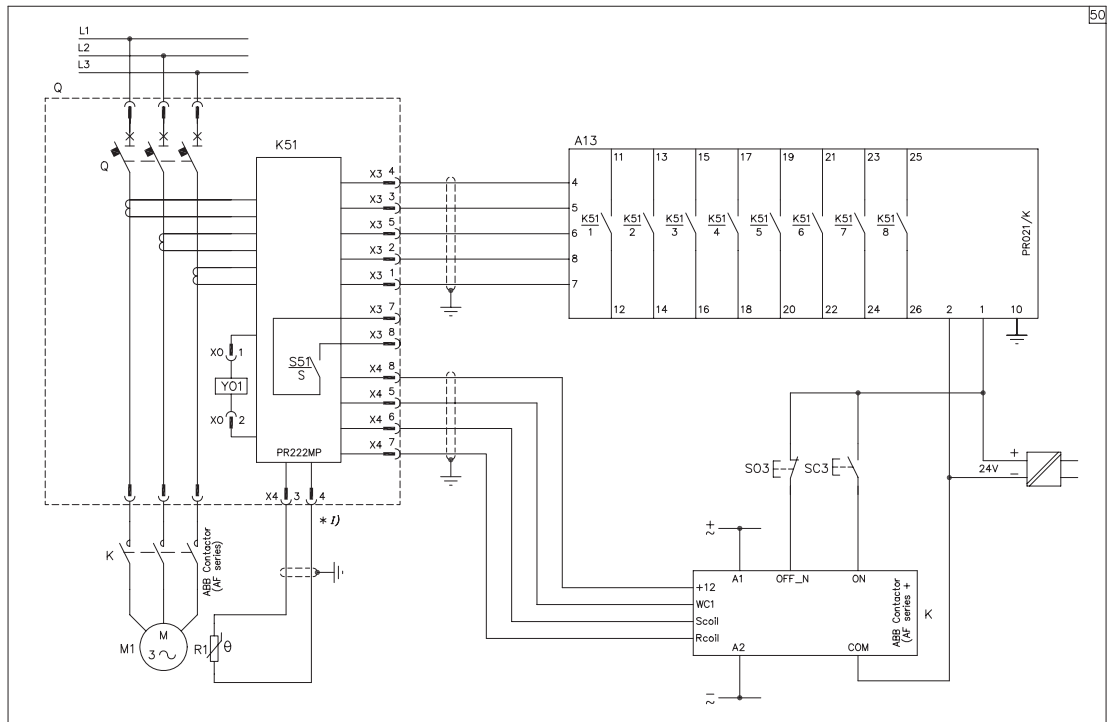 50
L1
L2
L3
Q
Q
K51
X3 4
X3 3
X3 5
X3 2
X3 1
X3 7
X3 8
X4 8
X4 5
X4 6
X4 7
X0 1
Y01
X0 2
S51
S
PR222MP
X4 3 4
* 1)
K
ABB Contactor
(AF series)
M1
M
3
R1
θ
A13
11 13 15 17 19 21 23 25
4
5
6
8
7
K51 K51 K51 K51 K51 K51 K51 K51
1 2 3 4 5 6 7 8
PR021/K
12 14 16 18 20 22 24 26 2 1 10
SO3
SC3
24V
+
−
+
~
A1 OFF_N ON
+12
WC1
Scoil
Rcoil
A2 COM
ABB Contactor
(AF series +
K
−
~